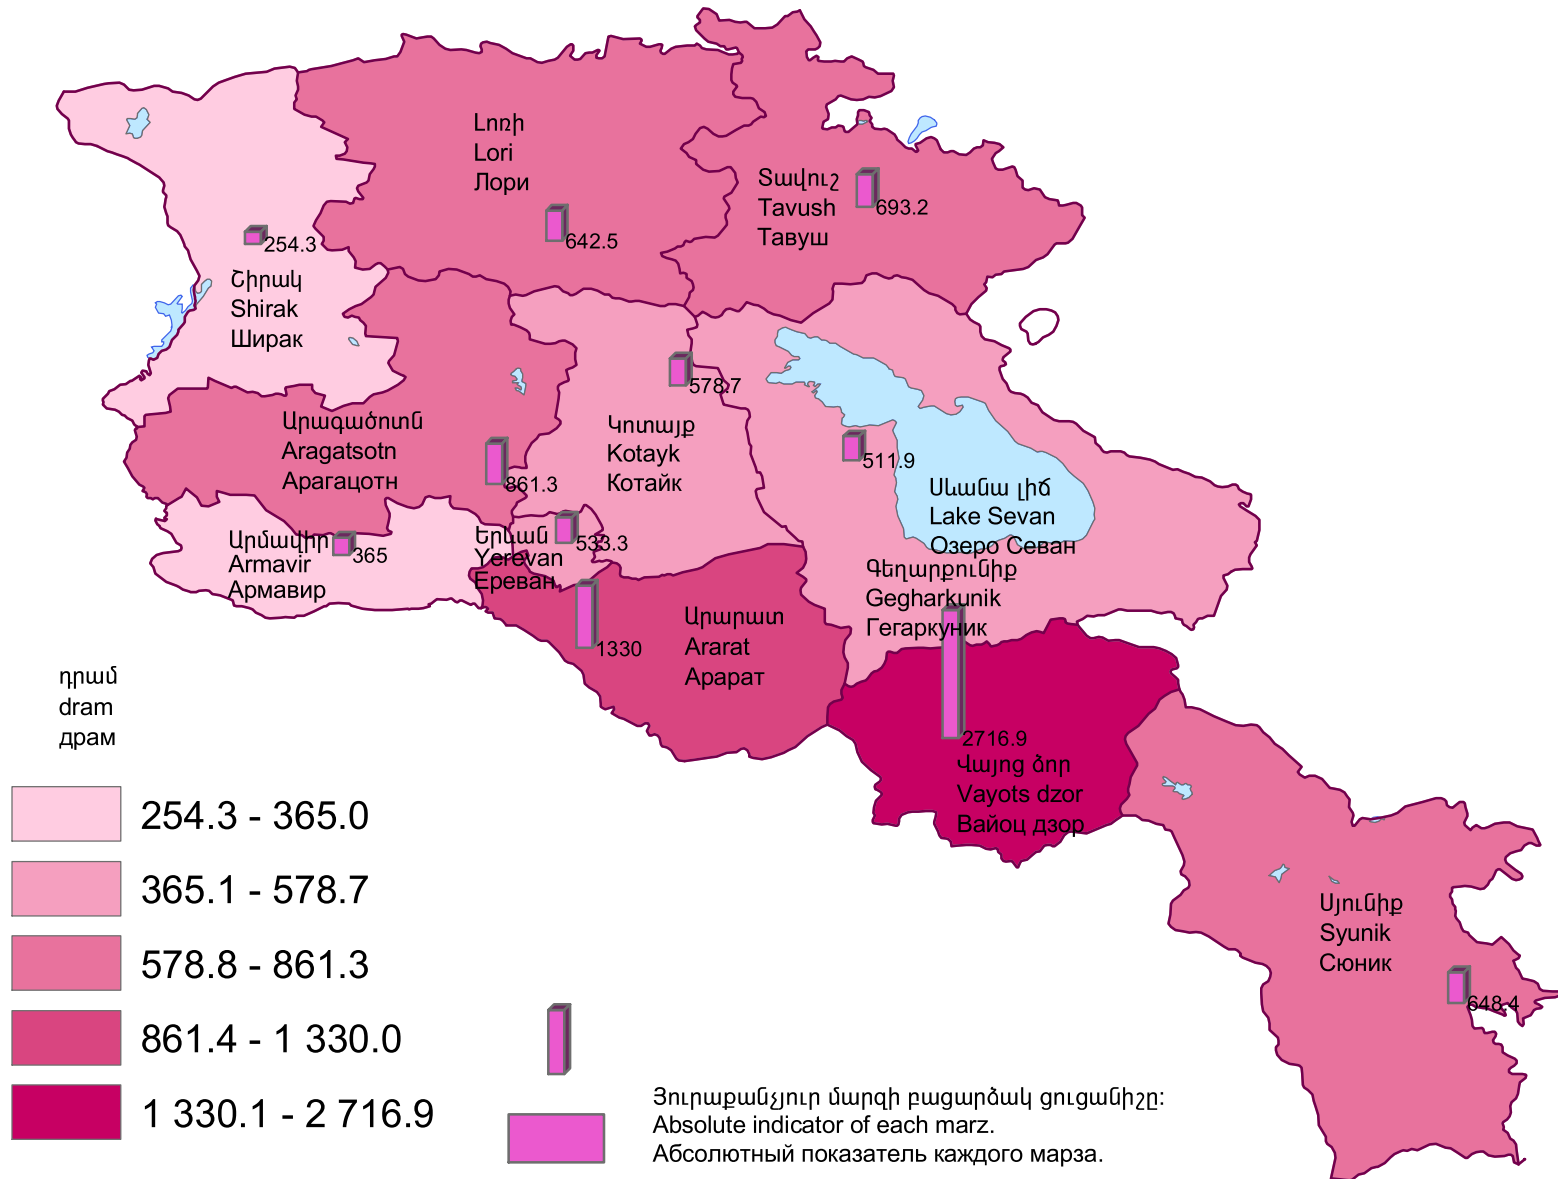 Լոռի
Lori
Лори
642.5
Տավուշ
Tavush
Тавуш
693.2
254.3
Շիրակ
Shirak
Ширак
578.7
Արագածոտն
Aragatsotn
Арагацотн
861.3
Կոտայք
Kotayk
Котайк
511.9
Սևանա լիճ
Lake Sevan
Озеро Севан
Արմավիր
Armavir
Армавир
365
Երևան
Yerevan
Ереван
533.3
Գեղարքունիք
Gegharkunik
Гегаркуник
1330
Արարատ
Ararat
Арарат
2716.9
Վայոց ձոր
Vayots dzor
Вайоц дзор
Սյունիք
Syunik
Сюник
648.4
դրամ
dram
драм
254.3 - 365.0
365.1 - 578.7
578.8 - 861.3
861.4 - 1 330.0
1 330.1 - 2 716.9
Յուրաքանչյուր մարզի բացարձակ ցուցանիշը:
Absolute indicator of each marz.
Абсолютный показатель каждого марза.